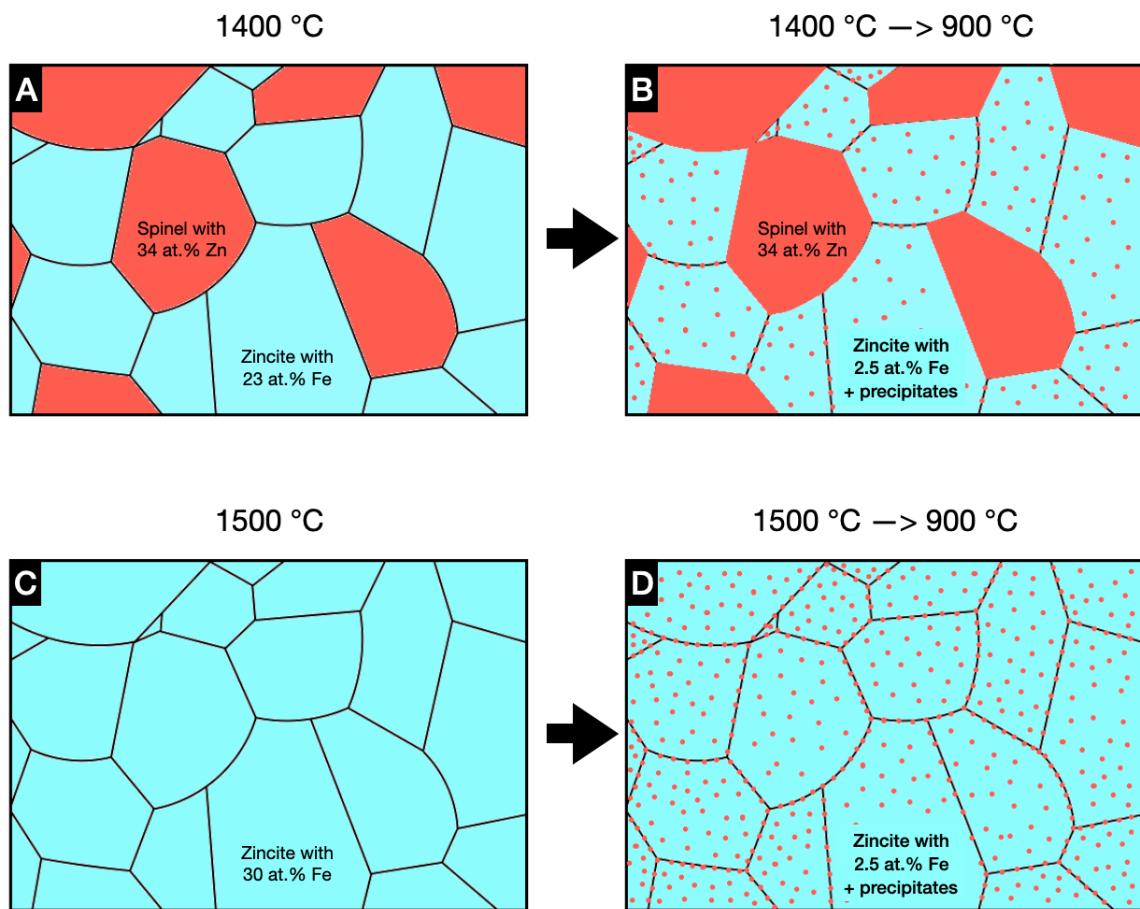 1400 °C
1400 °C —> 900 °C
A
Spinel with
34 at.% Zn
Zincite with
23 at.% Fe
B
Spinel with
34 at.% Zn
Zincite with
2.5 at.% Fe
+ precipitates
1500 °C
1500 °C —> 900 °C
C
Zincite with
30 at.% Fe
D
Zincite with
2.5 at.% Fe
+ precipitates